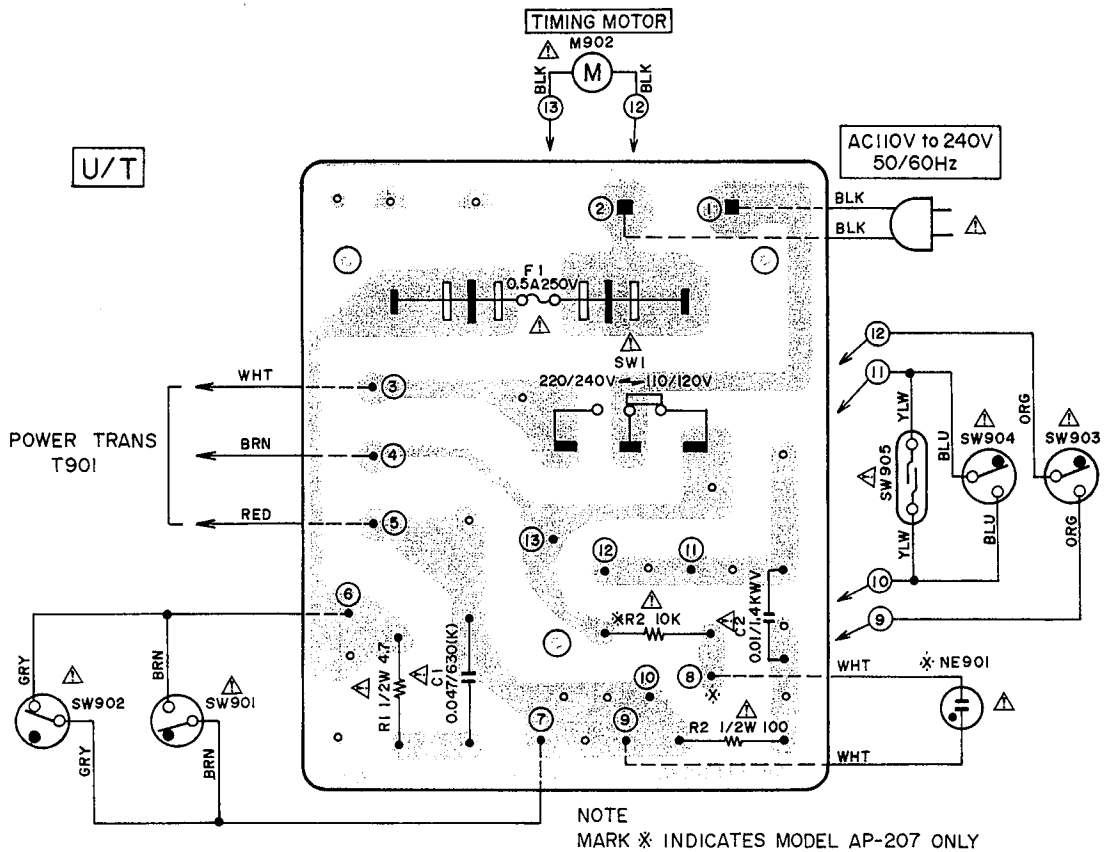 TIMING MOTOR
M902
BLK
M
BLK
13
12
U/T
AC110V to 240V
50/60Hz
2
1
BLK
BLK
F1
0.5A250V
SW1
220/240V 110/120V
WHT
3
POWER TRANS
T901
BRN
4
RED
5
12
11
YLW
BLU
ORG
SW905
SW904
SW903
YLW
BLU
ORG
10
9
13
12
11
6
※R2 10K
C2
0.01/1.4KWV
R1 1/2W 4.7
C1
0.047/630(K)
10
8
※
WHT
※ NE901
7
9
R2 1/2W 100
WHT
GRY
BRN
SW902
SW901
GRY
BRN
NOTE
MARK ※ INDICATES MODEL AP-207 ONLY